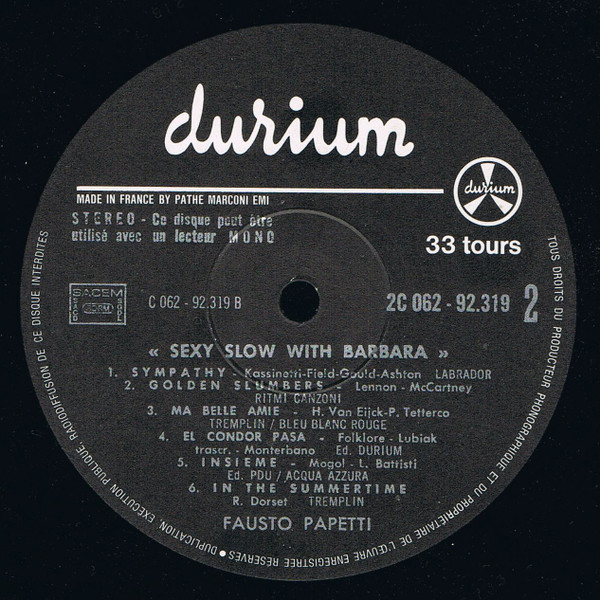 durium
durium
MADE IN FRANCE BY PATHE MARCONI EMI
STEREO - Ce disque peut être
utilisé avec un lecteur MONO
33 tours
SACEM
SACD
SDRM
SGDL
C 062 - 92.319 B
2C 062 - 92.319 2
« SEXY SLOW WITH BARBARA »
1. SYMPATHY - Kassinotri-Field-Gould-Ashton LABRADOR
2. GOLDEN SLUMBERS - Lennon - McCartney
RITMI CANZONI
3. MA BELLE AMIE - H. Van Eijck-P. Tetterco
TREMPLIN / BLEU BLANC ROUGE
4. EL CONDOR PASA - Folklore - Lubiak
trascr. - Monterbano Ed. DURIUM
5. INSIEME - Mogol - L. Battisti
Ed. PDU / ACQUA AZZURA
6. IN THE SUMMERTIME
R. Dorset TREMPLIN
FAUSTO PAPETTI
TOUS DROITS DU PRODUCTEUR PHONOGRAPHIQUE ET DU PROPRIETAIRE DE L'ŒUVRE ENREGISTREE RESERVES • DUPLICATION, EXECUTION PUBLIQUE, RADIODIFFUSION DE CE DISQUE INTERDITES